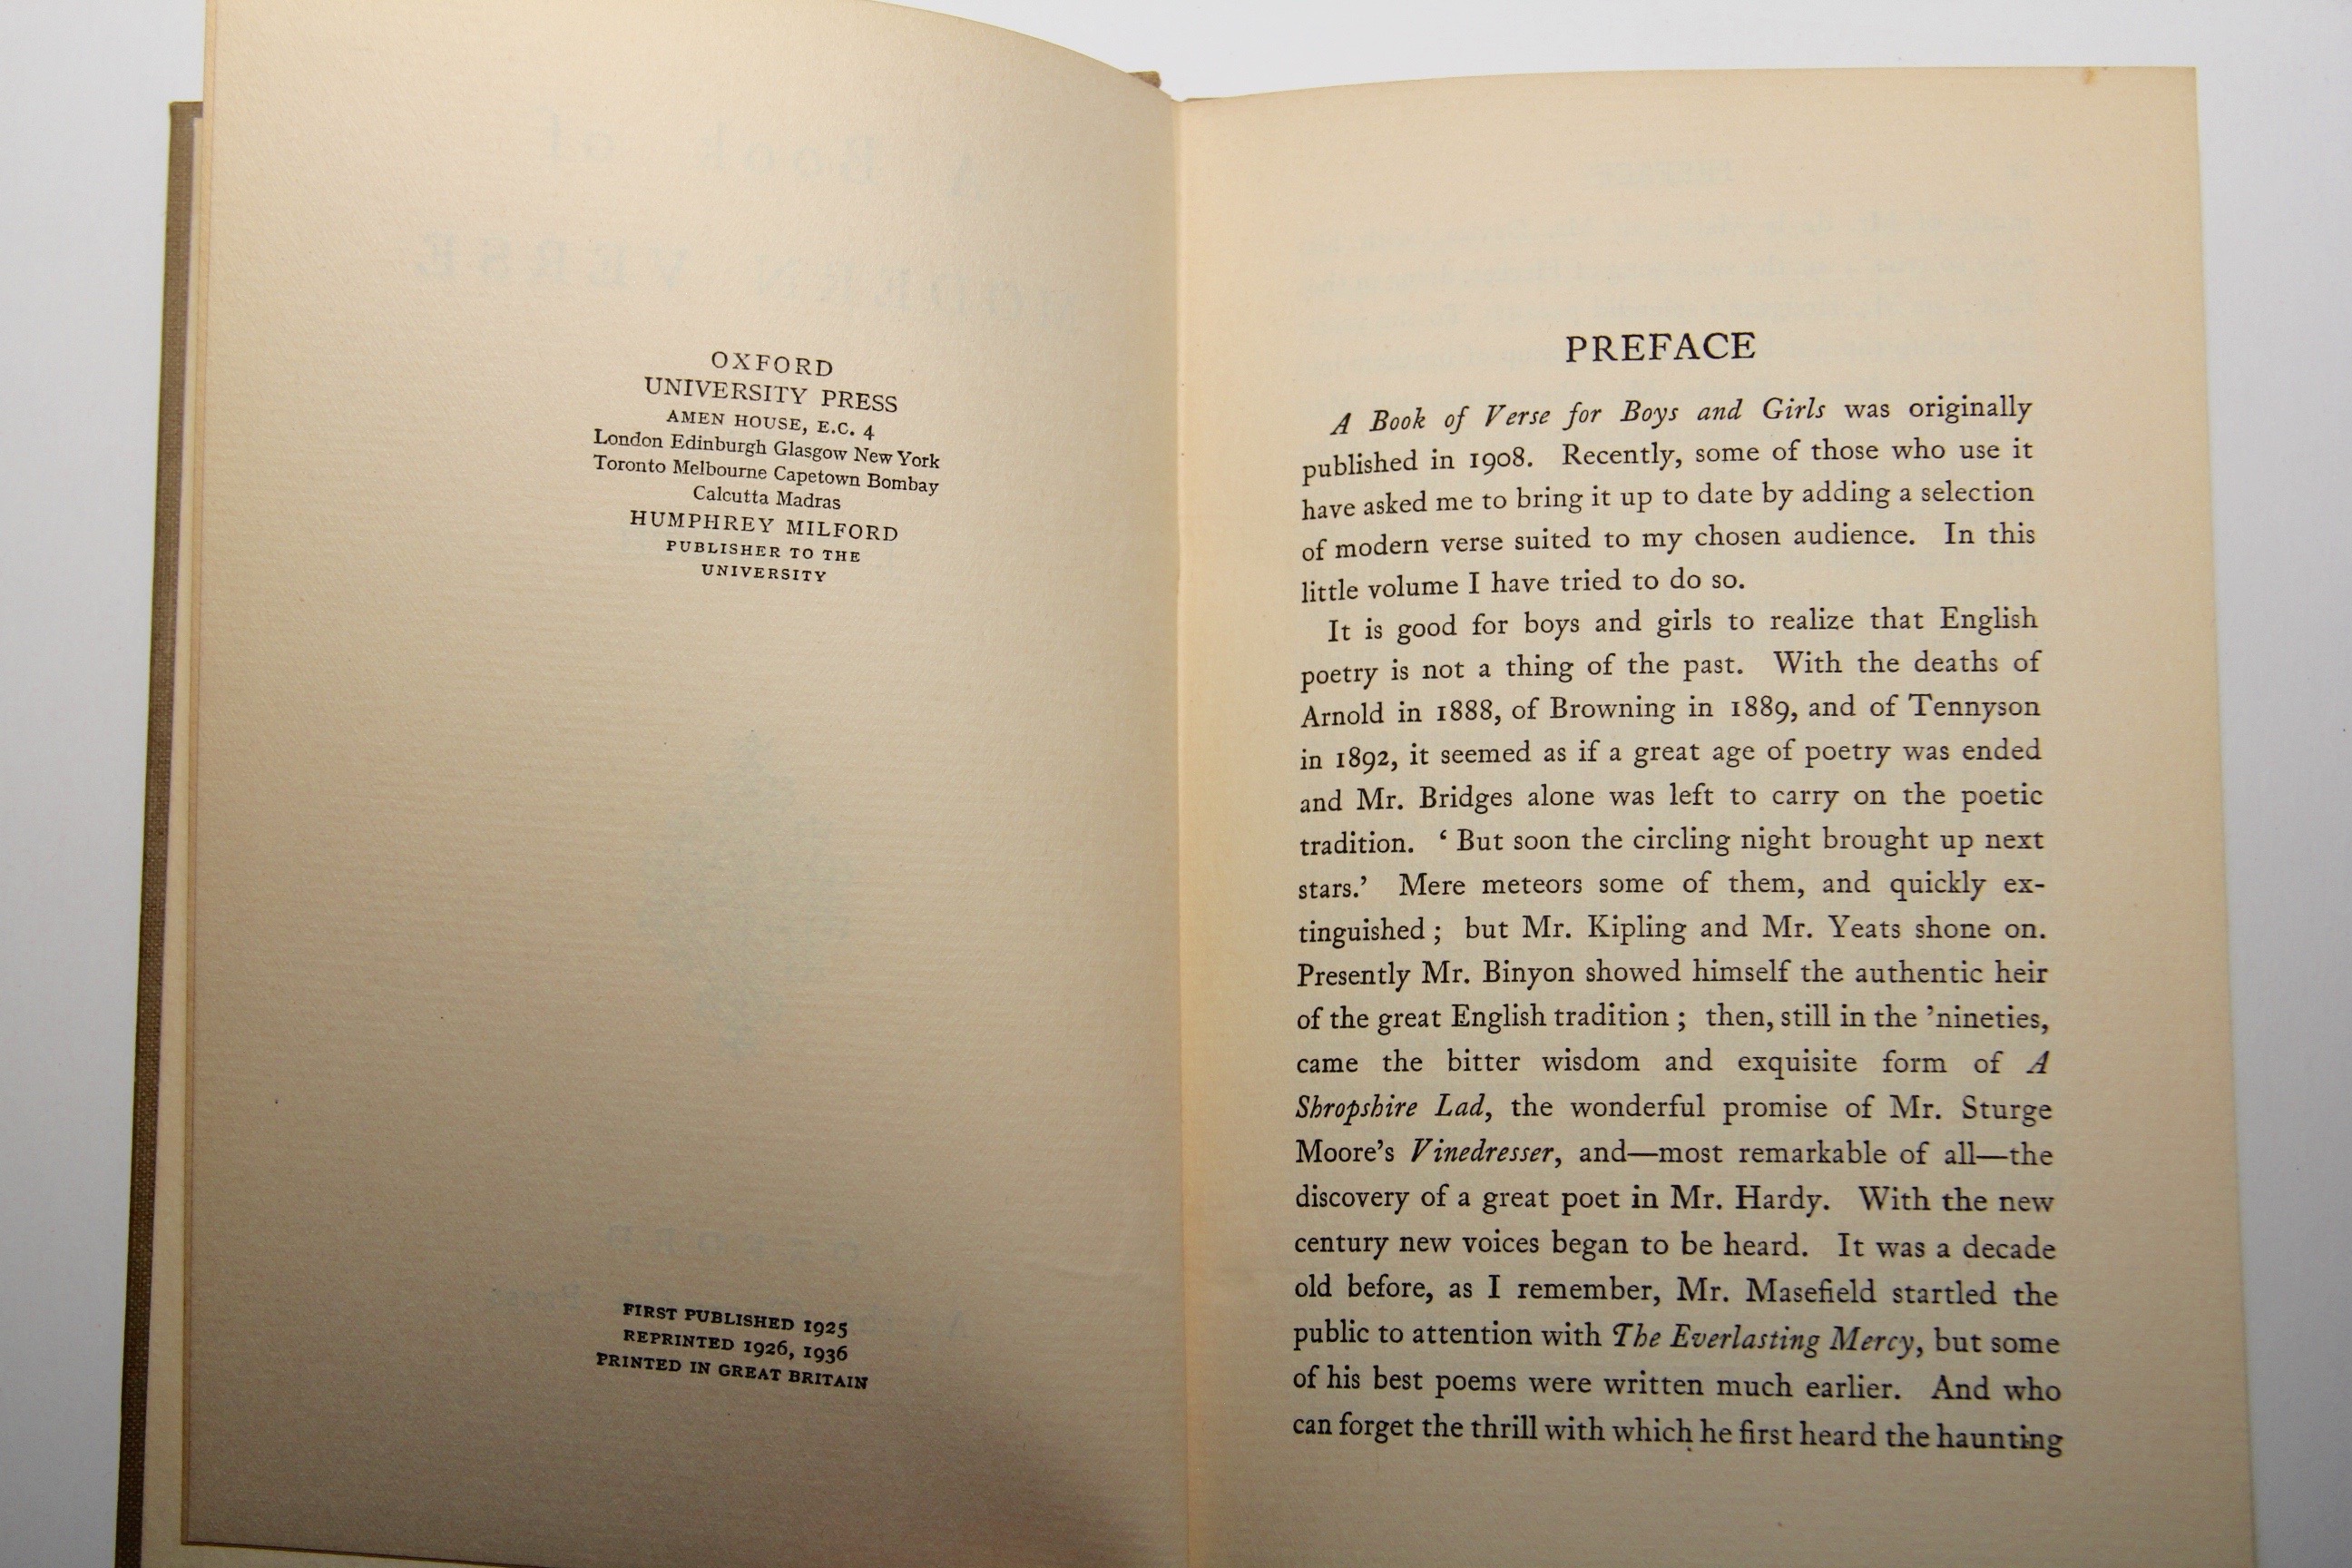 OXFORD
UNIVERSITY PRESS
AMEN HOUSE, E.C. 4
London Edinburgh Glasgow New York
Toronto Melbourne Capetown Bombay
Calcutta Madras
HUMPHREY MILFORD
PUBLISHER TO THE
UNIVERSITY
FIRST PUBLISHED 1925
REPRINTED 1926, 1936
PRINTED IN GREAT BRITAIN
PREFACE
A Book of Verse for Boys and Girls was originally
published in 1908. Recently, some of those who use it
have asked me to bring it up to date by adding a selection
of modern verse suited to my chosen audience. In this
little volume I have tried to do so.
It is good for boys and girls to realize that English
poetry is not a thing of the past. With the deaths of
Arnold in 1888, of Browning in 1889, and of Tennyson
in 1892, it seemed as if a great age of poetry was ended
and Mr. Bridges alone was left to carry on the poetic
tradition. ‘ But soon the circling night brought up next
stars.’ Mere meteors some of them, and quickly ex-
tinguished ; but Mr. Kipling and Mr. Yeats shone on.
Presently Mr. Binyon showed himself the authentic heir
of the great English tradition ; then, still in the ’nineties,
came the bitter wisdom and exquisite form of A
Shropshire Lad, the wonderful promise of Mr. Sturge
Moore’s Vinedresser, and—most remarkable of all—the
discovery of a great poet in Mr. Hardy. With the new
century new voices began to be heard. It was a decade
old before, as I remember, Mr. Masefield startled the
public to attention with The Everlasting Mercy, but some
of his best poems were written much earlier. And who
can forget the thrill with which he first heard the haunting